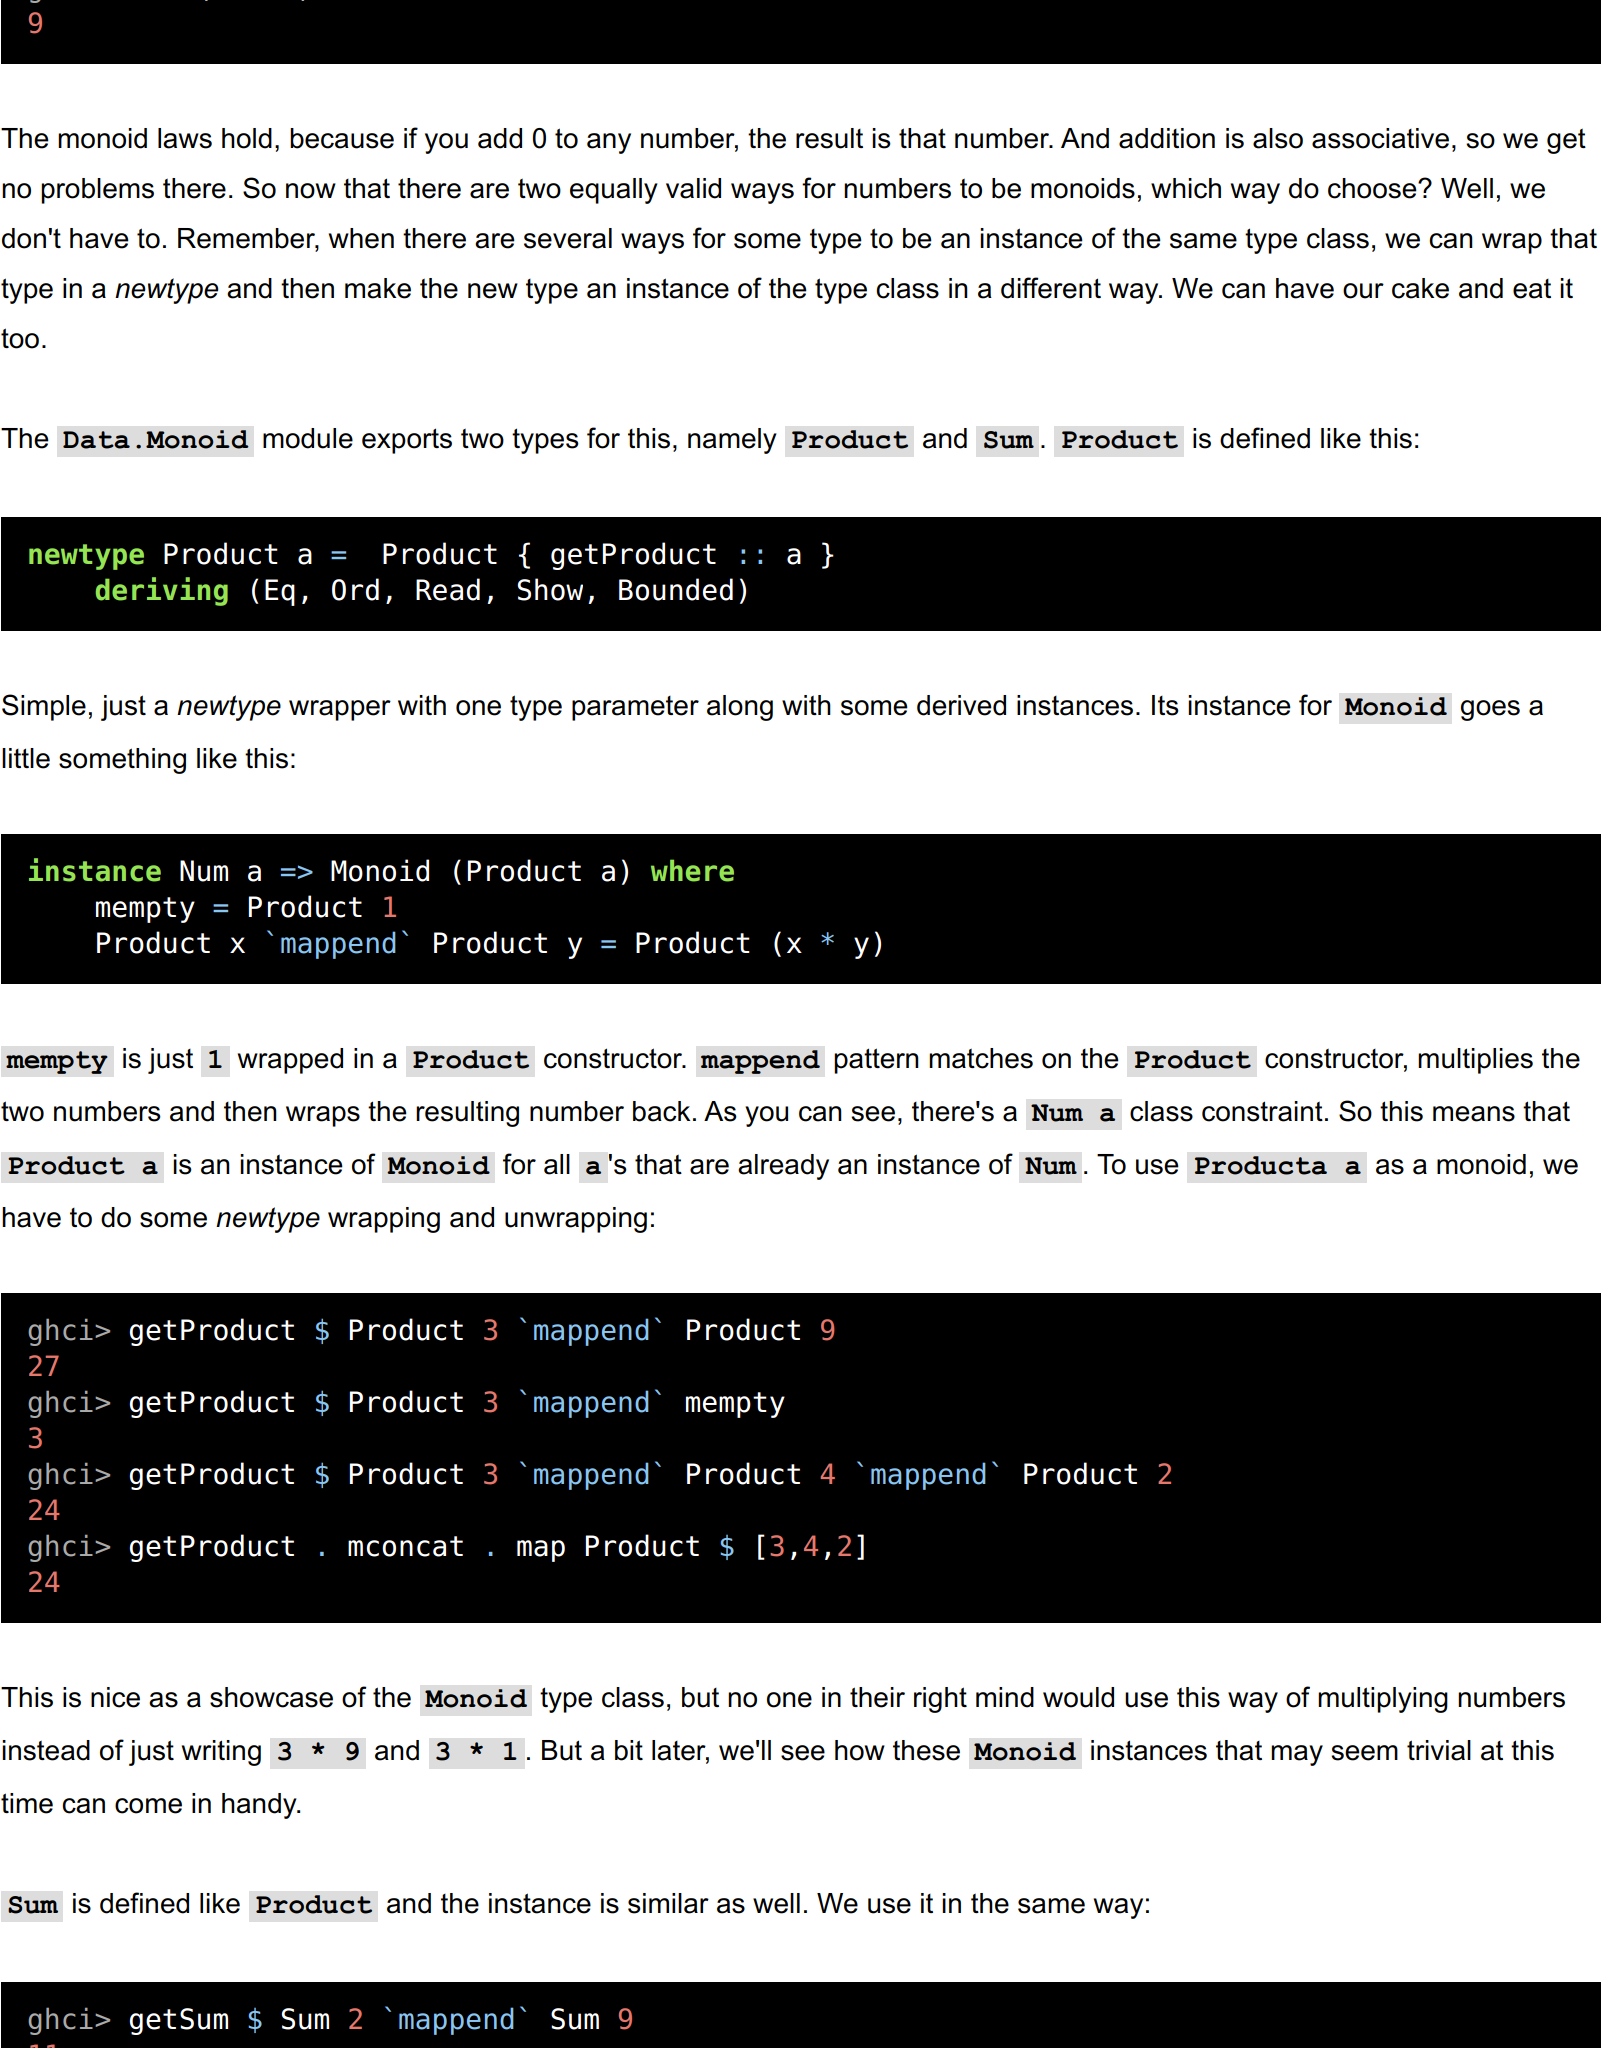 9
The monoid laws hold, because if you add 0 to any number, the result is that number. And addition is also associative, so we get
no problems there. So now that there are two equally valid ways for numbers to be monoids, which way do choose? Well, we
don't have to. Remember, when there are several ways for some type to be an instance of the same type class, we can wrap that
type in a newtype and then make the new type an instance of the type class in a different way. We can have our cake and eat it
too.
The Data.Monoid module exports two types for this, namely Product and Sum. Product is defined like this:
newtype Product a =  Product { getProduct :: a }
    deriving (Eq, Ord, Read, Show, Bounded)
Simple, just a newtype wrapper with one type parameter along with some derived instances. Its instance for Monoid goes a
little something like this:
instance Num a => Monoid (Product a) where
    mempty = Product 1
    Product x `mappend` Product y = Product (x * y)
mempty is just 1 wrapped in a Product constructor. mappend pattern matches on the Product constructor, multiplies the
two numbers and then wraps the resulting number back. As you can see, there's a Num a class constraint. So this means that
Product a is an instance of Monoid for all a's that are already an instance of Num. To use Producta a as a monoid, we
have to do some newtype wrapping and unwrapping:
ghci> getProduct $ Product 3 `mappend` Product 9
27
ghci> getProduct $ Product 3 `mappend` mempty
3
ghci> getProduct $ Product 3 `mappend` Product 4 `mappend` Product 2
24
ghci> getProduct . mconcat . map Product $ [3,4,2]
24
This is nice as a showcase of the Monoid type class, but no one in their right mind would use this way of multiplying numbers
instead of just writing 3 * 9 and 3 * 1. But a bit later, we'll see how these Monoid instances that may seem trivial at this
time can come in handy.
Sum is defined like Product and the instance is similar as well. We use it in the same way:
ghci> getSum $ Sum 2 `mappend` Sum 9